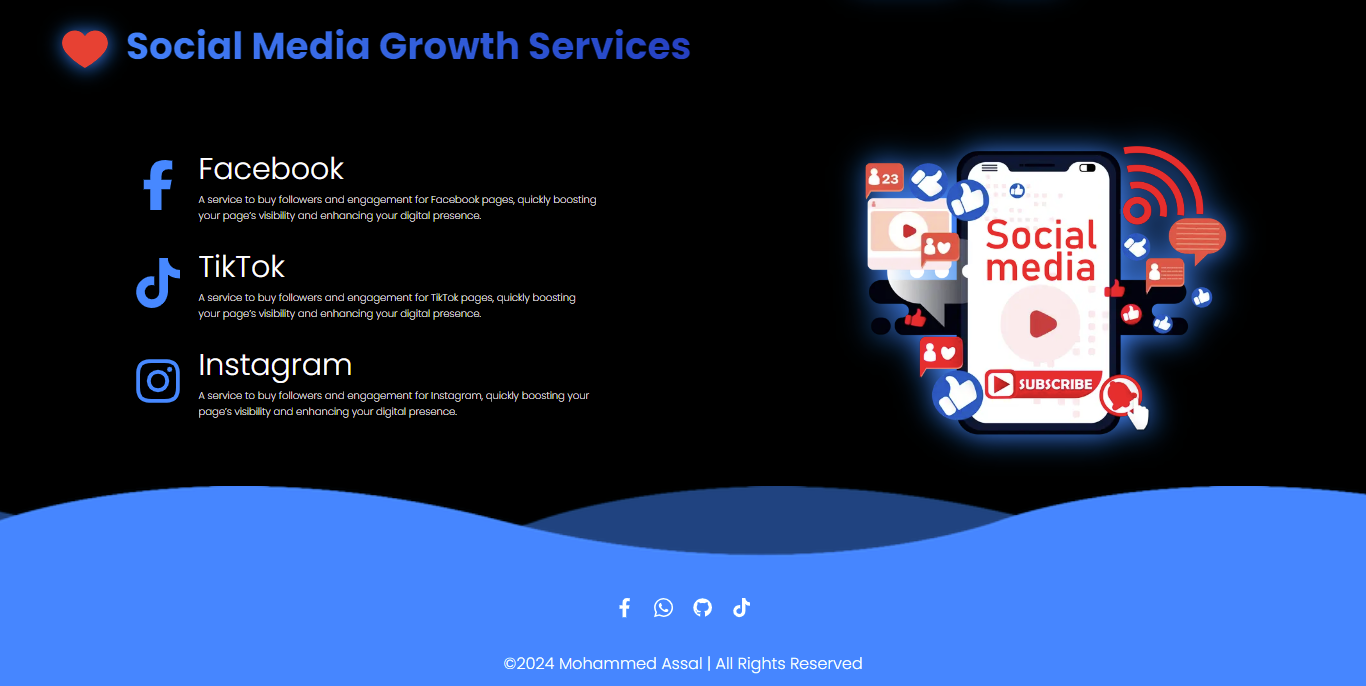 Social Media Growth Services
Facebook
A service to buy followers and engagement for Facebook pages, quickly boosting
your page's visibility and enhancing your digital presence.
TikTok
A service to buy followers and engagement for TikTok pages, quickly boosting
your page's visibility and enhancing your digital presence.
Instagram
A service to buy followers and engagement for Instagram, quickly boosting your
page's visibility and enhancing your digital presence.
23
Social
media
SUBSCRIBE
©2024 Mohammed Assal | All Rights Reserved